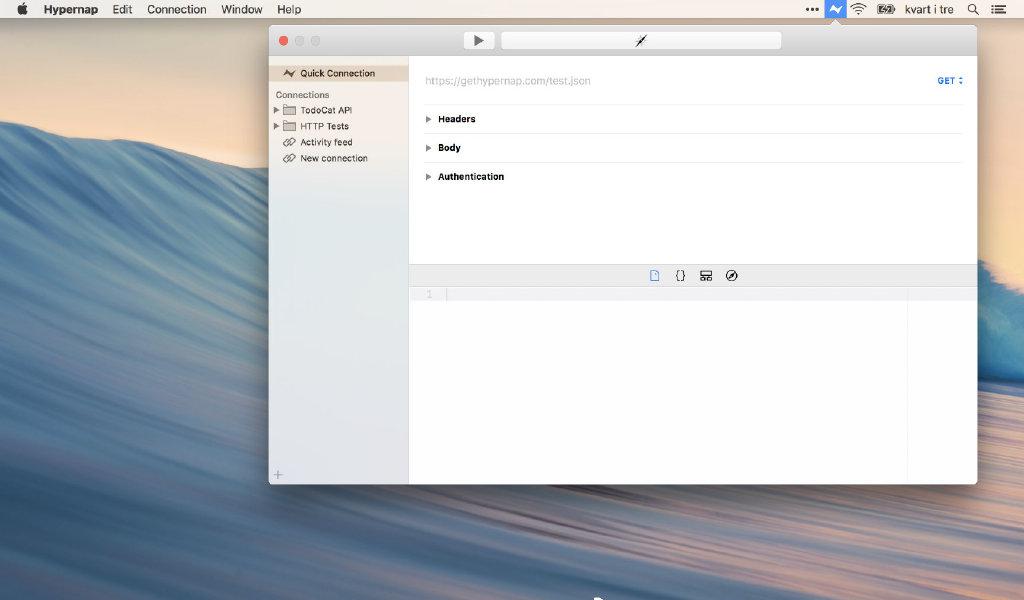 Hypernap Edit Connection Window Help kvart i tre
Quick Connection
Connections
TodoCat API
HTTP Tests
Activity feed
New connection
https://gethypernap.com/test.json GET
Headers
Body
Authentication
{}
1